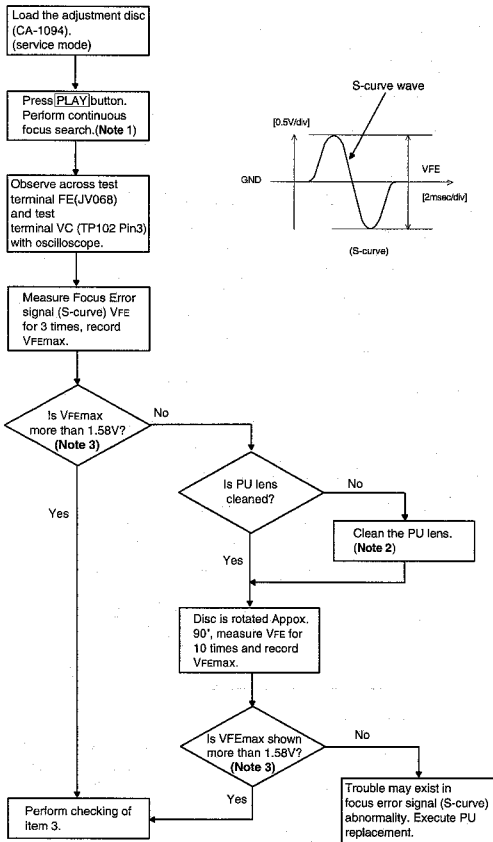 Load the adjustment disc
(CA-1094).
(service mode)
Press PLAY button.
Perform continuous
focus search.(Note 1)
Observe across test
terminal FE(JV068)
and test
terminal VC (TP102 Pin3)
with oscilloscope.
Measure Focus Error
signal (S-curve) VFE
for 3 times, record
VFEmax.
Is VFEmax
more than 1.58V?
(Note 3)
No
Yes
S-curve wave
[0.5V/div]
GND
VFE
[2msec/div]
(S-curve)
Is PU lens
cleaned?
No
Yes
Clean the PU lens.
(Note 2)
Disc is rotated Appox.
90°, measure VFE for
10 times and record
VFEmax.
Is VFEmax shown
more than 1.58V?
(Note 3)
No
Yes
Trouble may exist in
focus error signal (S-curve)
abnormality. Execute PU
replacement.
Perform checking of
item 3.